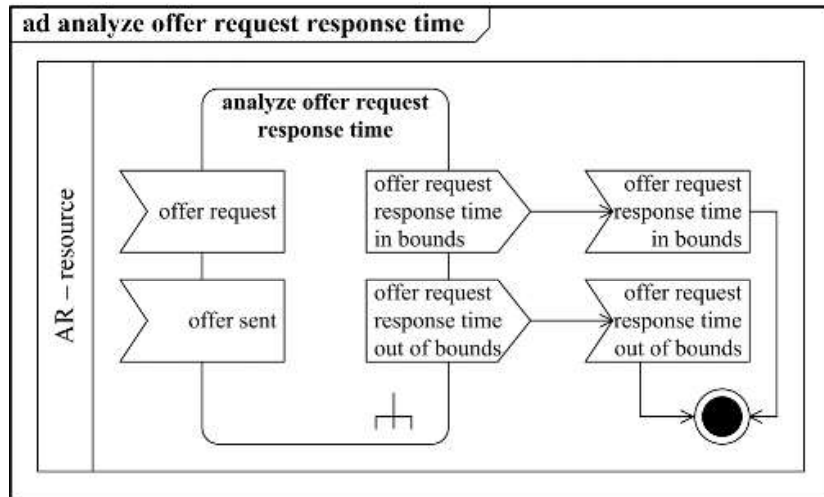 ad analyze offer request response time
AR – resource
analyze offer request
response time
offer request
offer sent
offer request
response time
in bounds
offer request
response time
out of bounds
offer request
response time
in bounds
offer request
response time
out of bounds